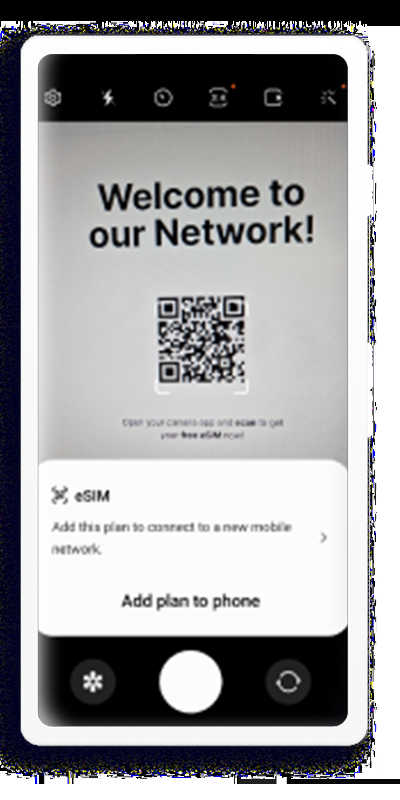 Welcome to
our Network!
Open your camera app and scan to get
your free eSIM now!
eSIM
Add this plan to connect to a new mobile
network.
Add plan to phone